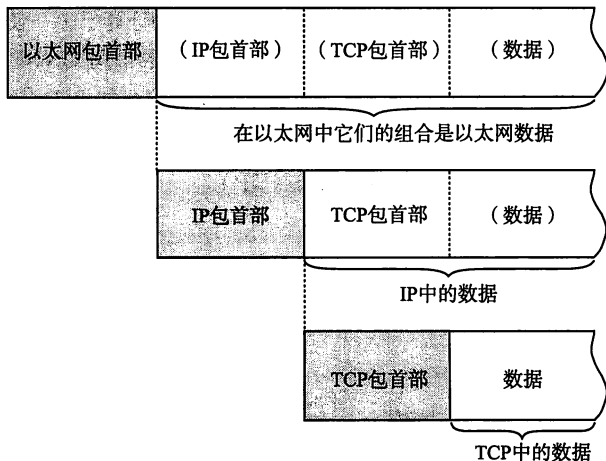 以太网包首部 （IP包首部） （TCP包首部） （数据）
在以太网中它们的组合是以太网数据
IP包首部 TCP包首部 （数据）
IP中的数据
TCP包首部 数据
TCP中的数据